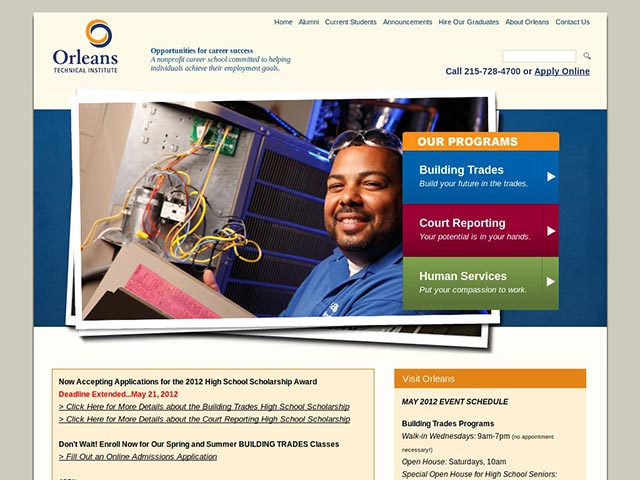 Home Alumni Current Students Announcements Hire Our Graduates About Orleans Contact Us
Orleans
TECHNICAL INSTITUTE
Opportunities for career success
A nonprofit career school committed to helping
individuals achieve their employment goals.
Call 215-728-4700 or Apply Online
OUR PROGRAMS
Building Trades
Build your future in the trades.
Court Reporting
Your potential is in your hands.
Human Services
Put your compassion to work.
Now Accepting Applications for the 2012 High School Scholarship Award
Deadline Extended...May 21, 2012
> Click Here for More Details about the Building Trades High School Scholarship
> Click Here for More Details about the Court Reporting High School Scholarship
Don't Wait! Enroll Now for Our Spring and Summer BUILDING TRADES Classes
> Fill Out an Online Admissions Application
Visit Orleans
MAY 2012 EVENT SCHEDULE
Building Trades Programs
Walk-in Wednesdays: 9am-7pm (no appointment
necessary!)
Open House: Saturdays, 10am
Special Open House for High School Seniors: